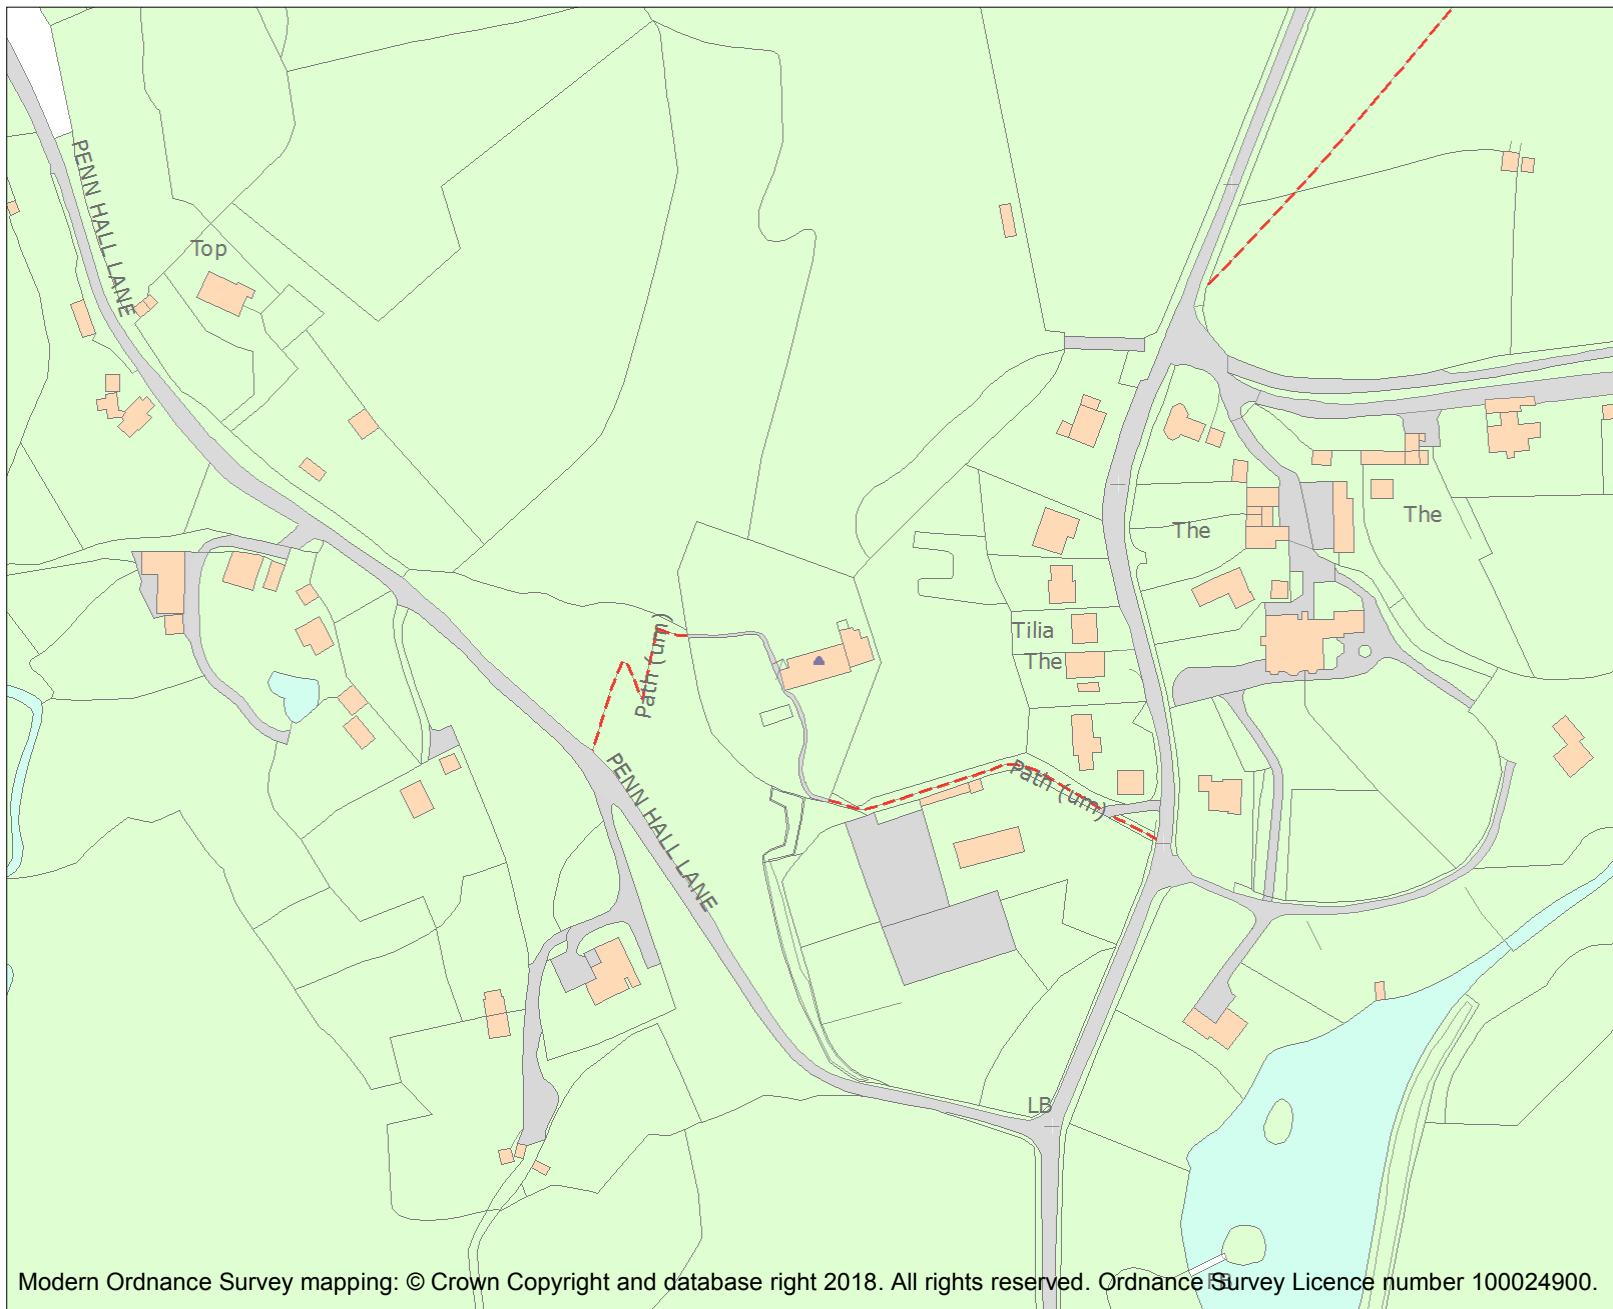 PENN HALL LANE
Top
The
The
Path (um)
Tilia
The
Path (um)
PENN HALL LANE
LB
FB
Modern Ordnance Survey mapping: © Crown Copyright and database right 2018. All rights reserved. Ordnance Survey Licence number 100024900.